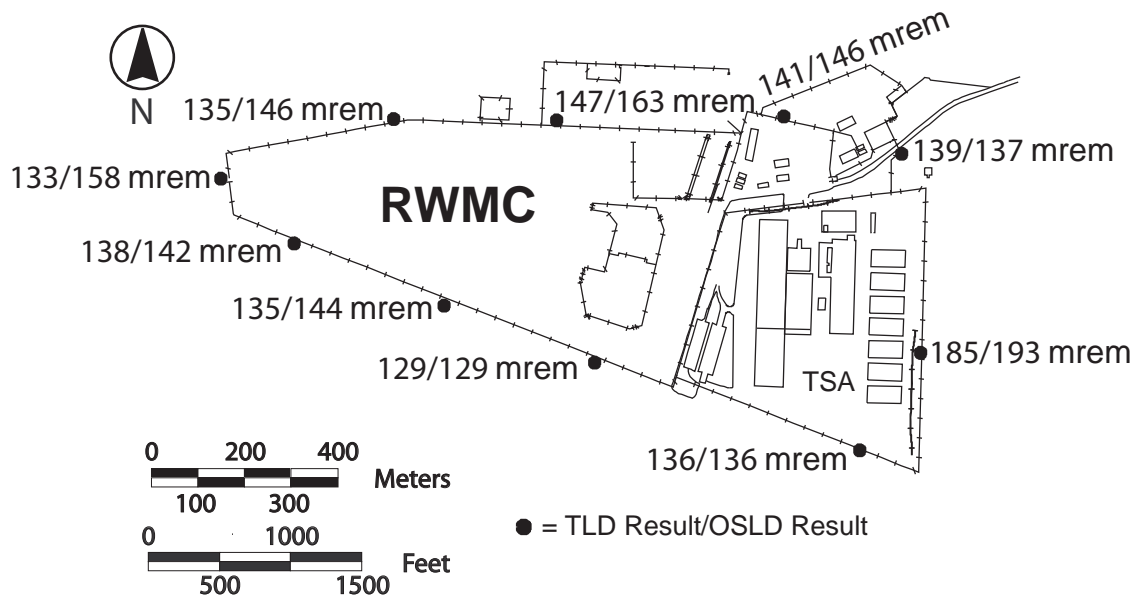 N
141/146 mrem
135/146 mrem
147/163 mrem
139/137 mrem
133/158 mrem
RWMC
138/142 mrem
135/144 mrem
129/129 mrem
185/193 mrem
TSA
136/136 mrem
0 200 400
Meters
100 300
● = TLD Result/OSLD Result
0 1000
Feet
500 1500